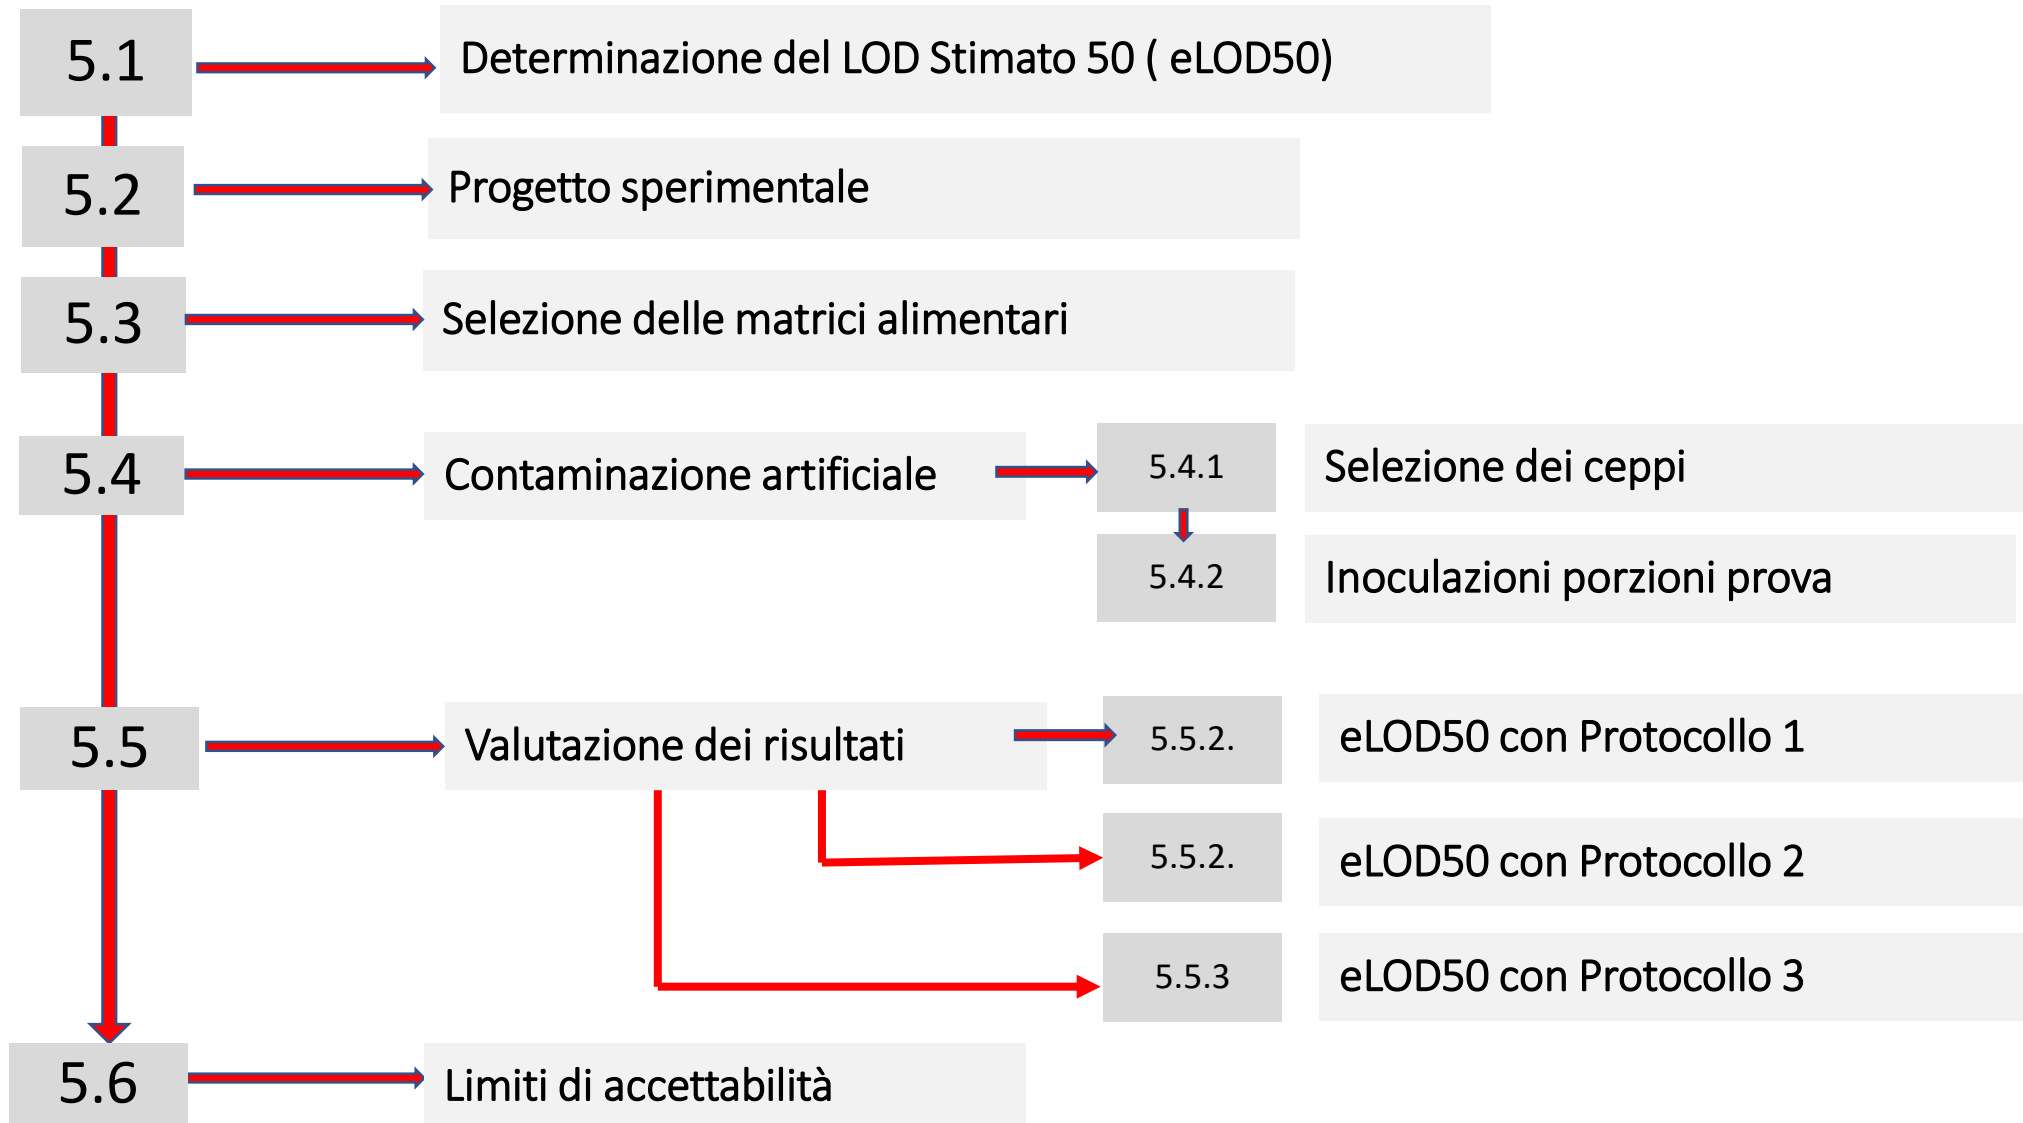 5.1
Determinazione del LOD Stimato 50 ( eLOD50)
5.2
Progetto sperimentale
5.3
Selezione delle matrici alimentari
5.4
Contaminazione artificiale
5.4.1
Selezione dei ceppi
5.4.2
Inoculazioni porzioni prova
5.5
Valutazione dei risultati
5.5.2.
eLOD50 con Protocollo 1
5.5.2.
eLOD50 con Protocollo 2
5.5.3
eLOD50 con Protocollo 3
5.6
Limiti di accettabilità